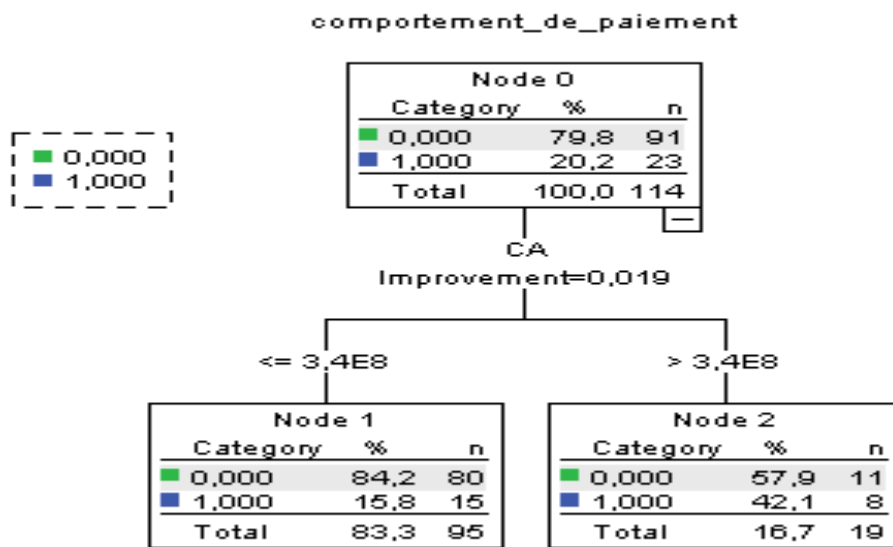 comportement_de_paiement
0,000
1,000
Node 0
Category % n
0,000 79,8 91
1,000 20,2 23
Total 100,0 114
CA
Improvement=0,019
<= 3,4E8
> 3,4E8
Node 1
Category % n
0,000 84,2 80
1,000 15,8 15
Total 83,3 95
Node 2
Category % n
0,000 57,9 11
1,000 42,1 8
Total 16,7 19